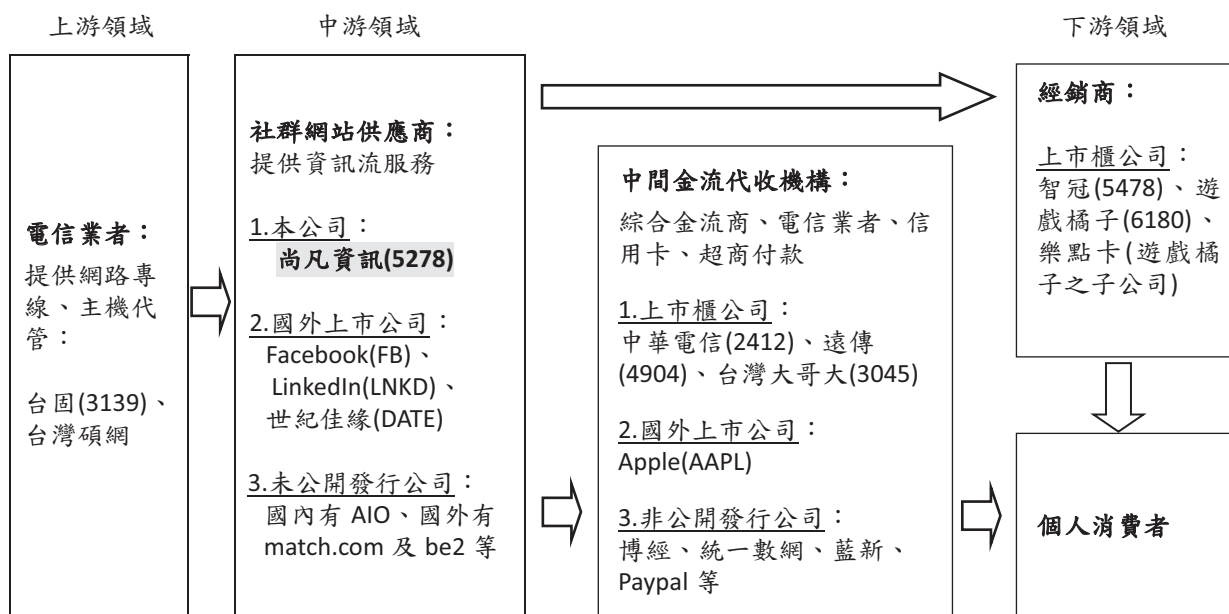 上游領域
中游領域
下游領域
電信業者：
提供網路專
線、主機代
管：
台固(3139)、
台灣碩網
社群網站供應商：
提供資訊流服務
1.本公司：
尚凡資訊(5278)
2.國外上市公司：
Facebook(FB)、
LinkedIn(LNKD)、
世紀佳緣(DATE)
3.未公開發行公司：
國內有 AIO、國外有
match.com 及 be2 等
中間金流代收機構：
綜合金流商、電信業者、信
用卡、超商付款
1.上市櫃公司：
中華電信(2412)、遠傳
(4904)、台灣大哥大(3045)
2.國外上市公司：
Apple(AAPL)
3.非公開發行公司：
博經、統一數網、藍新、
Paypal 等
經銷商：
上市櫃公司：
智冠(5478)、遊
戲橘子(6180)、
樂點卡(遊戲橘
子之子公司)
個人消費者